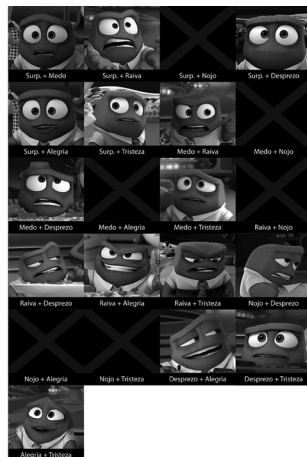 Surp. + Medo
Surp. + Raiva
Surp. + Nojo
Surp. + Desprezo
Surp. + Alegria
Surp. + Tristeza
Medo + Raiva
Medo + Nojo
Medo + Desprezo
Medo + Alegria
Medo + Tristeza
Raiva + Nojo
Raiva + Desprezo
Raiva + Alegria
Raiva + Tristeza
Nojo + Desprezo
Nojo + Alegria
Nojo + Tristeza
Desprezo + Alegria
Desprezo + Tristeza
Alegria + Tristeza